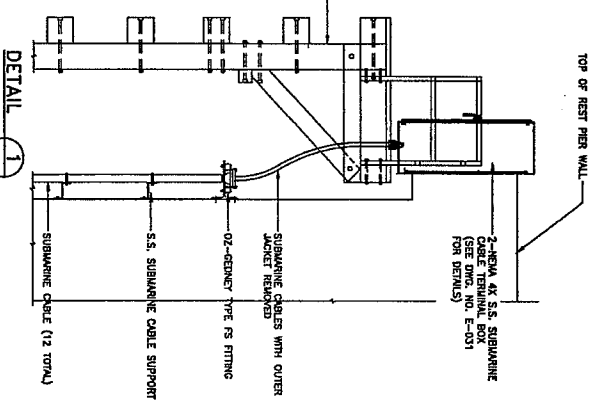 TOP OF REST PIER WALL
2-NEMA 4X S.S. SUBMARINE
CABLE TERMINAL BOX
(SEE DWG. NO. E-031
FOR DETAILS)
SUBMARINE CABLES WITH OUTER
JACKET REMOVED
OZ-GEDNEY TYPE FS FITTING
S.S. SUBMARINE CABLE SUPPORT
SUBMARINE CABLE (12 TOTAL)
DETAIL 1